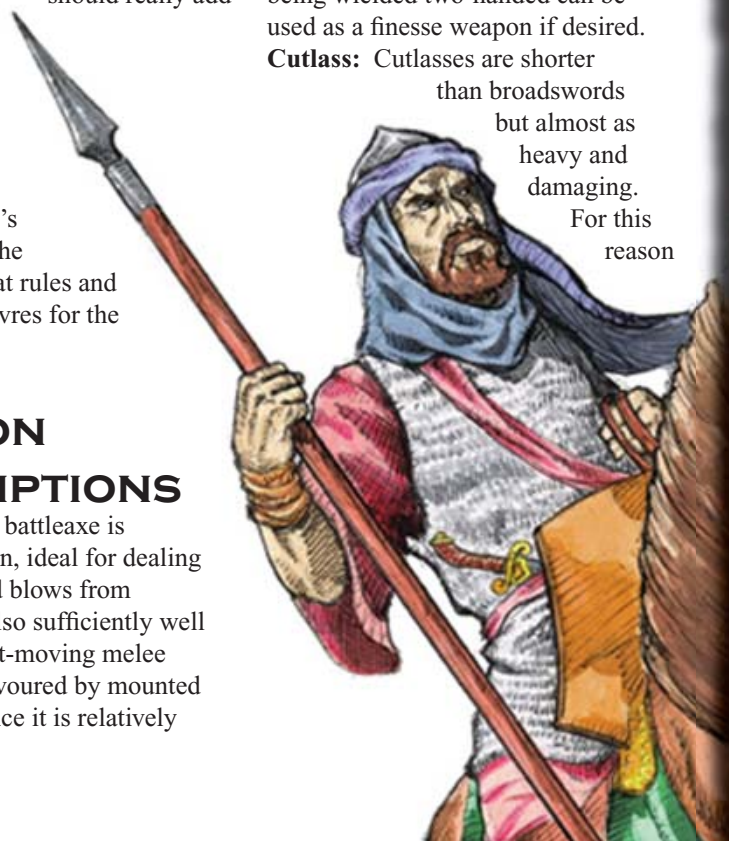 should really add
's
he
at rules and
vres for the
ON
IPTIONS
battleaxe is
n, ideal for dealing
d blows from
lso sufficiently well
t-moving melee
voured by mounted
ce it is relatively
being wielded two-handed can be
used as a finesse weapon if desired.
Cutlass: Cutlasses are shorter
than broadswords
but almost as
heavy and
damaging.
For this
reason